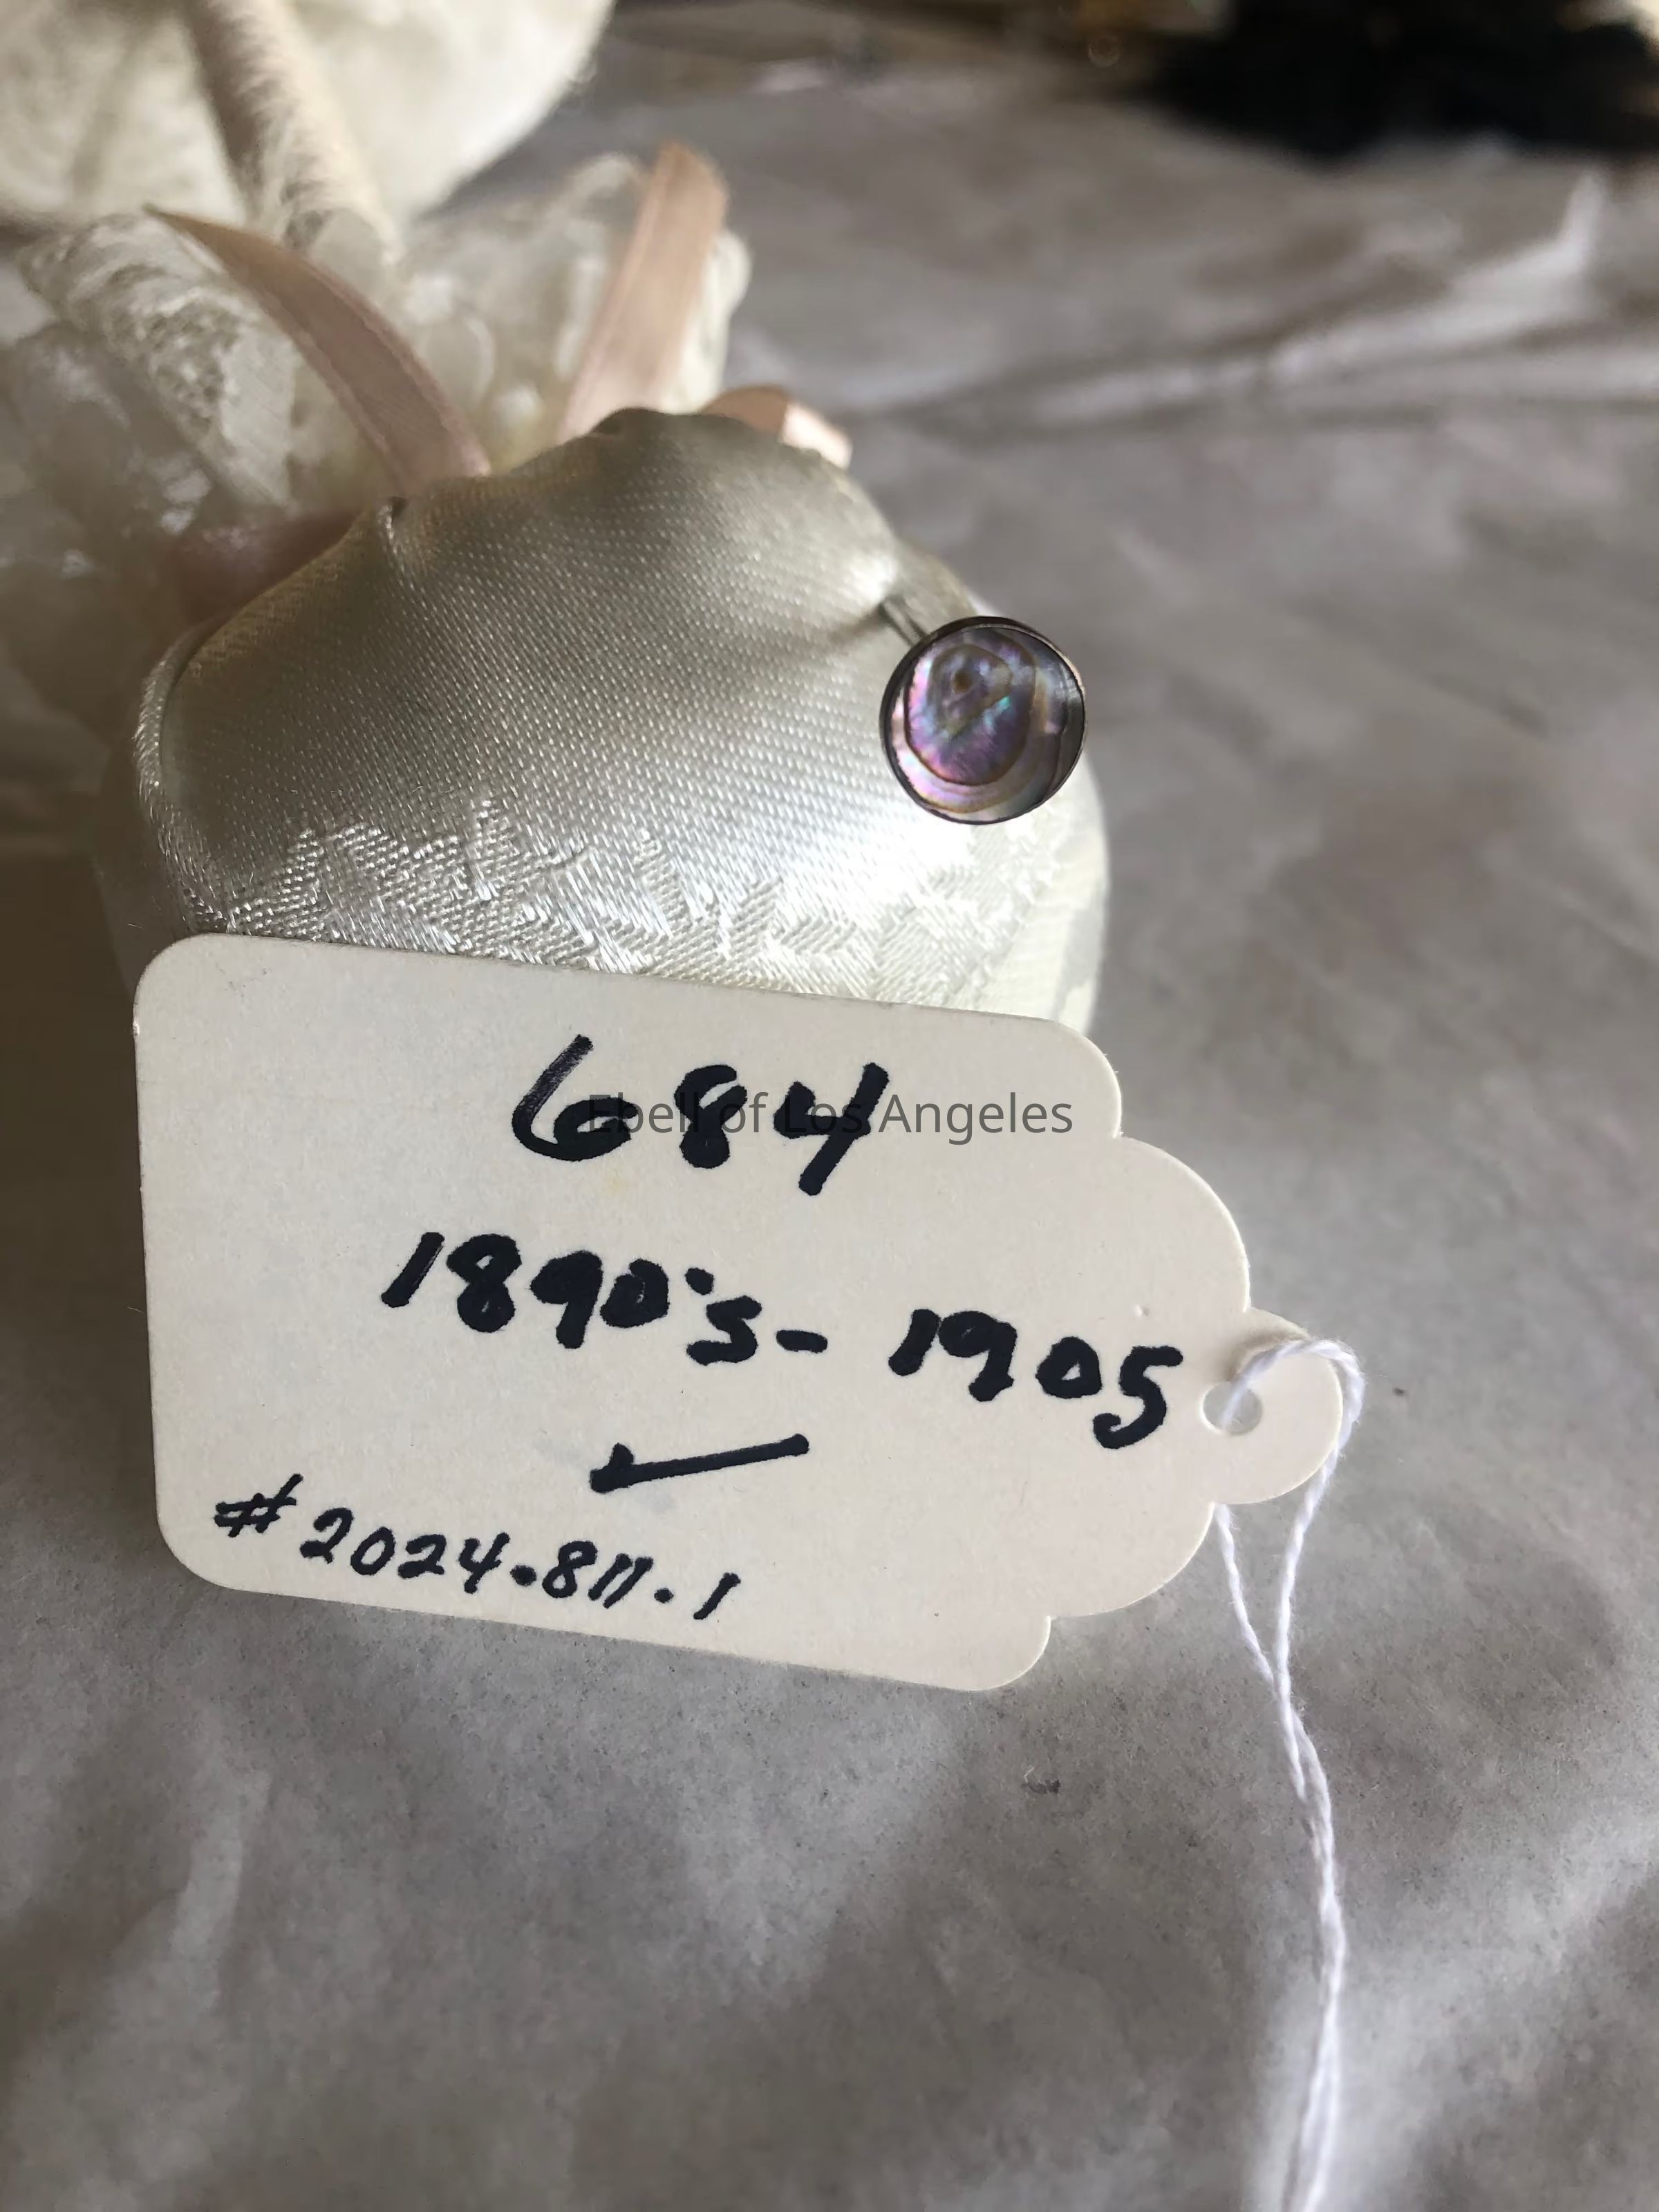 684
Ebell of Los Angeles
1890's - 1905
# 2024.811.1